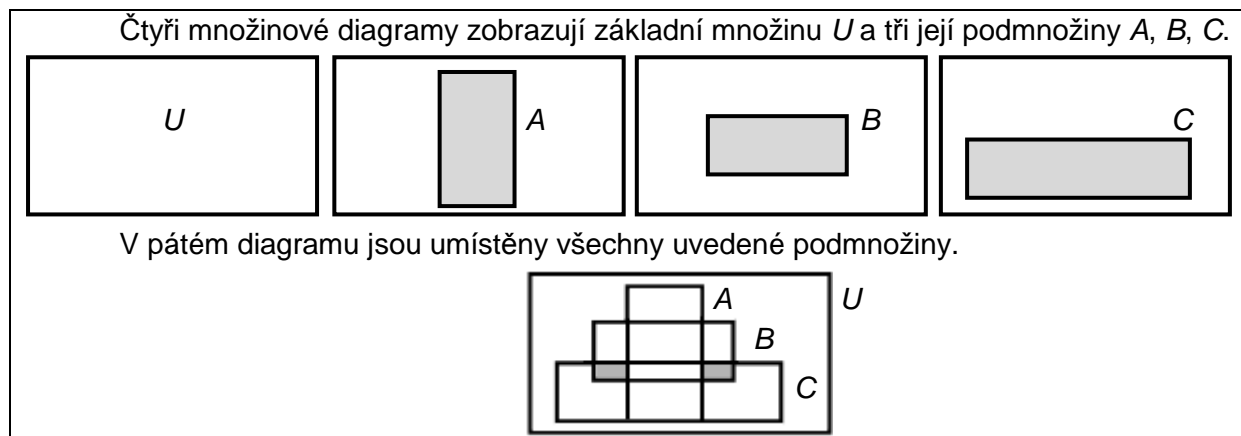 Čtyři množinové diagramy zobrazují základní množinu U a tři její podmnožiny A, B, C.
U A B C
V pátém diagramu jsou umístěny všechny uvedené podmnožiny.
A U
B
C